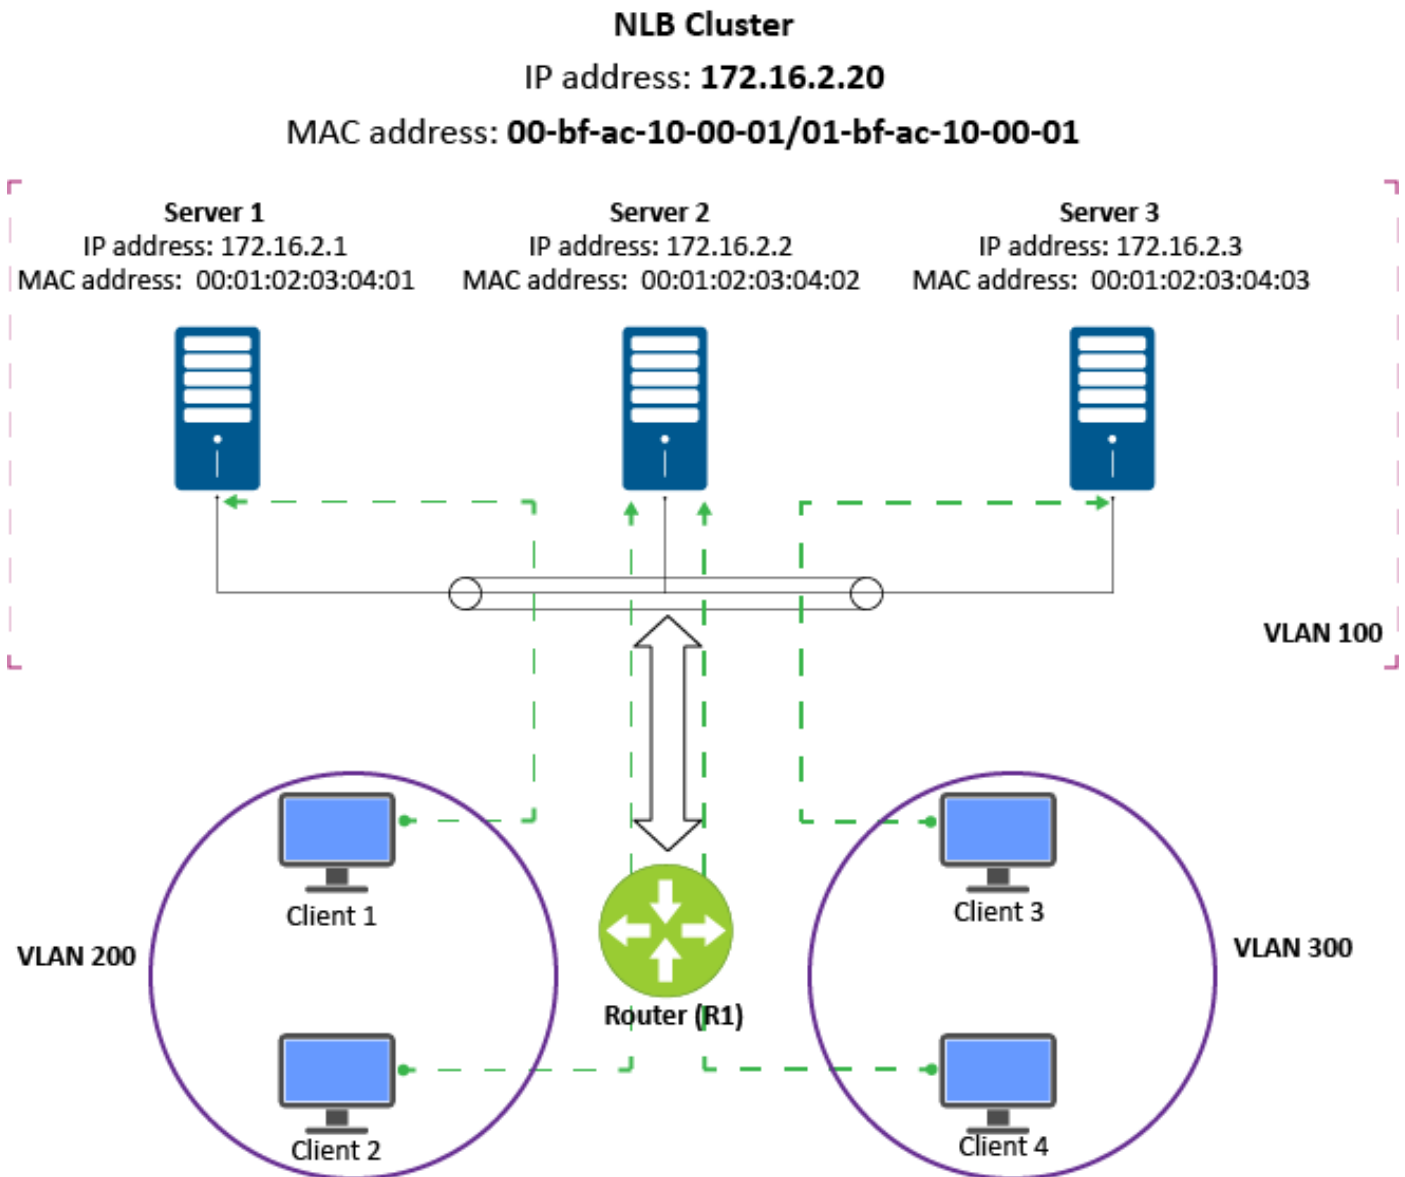 NLB Cluster
IP address: 172.16.2.20
MAC address: 00-bf-ac-10-00-01/01-bf-ac-10-00-01
Server 1
IP address: 172.16.2.1
MAC address:  00:01:02:03:04:01
Server 2
IP address: 172.16.2.2
MAC address:  00:01:02:03:04:02
Server 3
IP address: 172.16.2.3
MAC address:  00:01:02:03:04:03
VLAN 100
Client 1
Client 3
VLAN 200
VLAN 300
Router (R1)
Client 2
Client 4